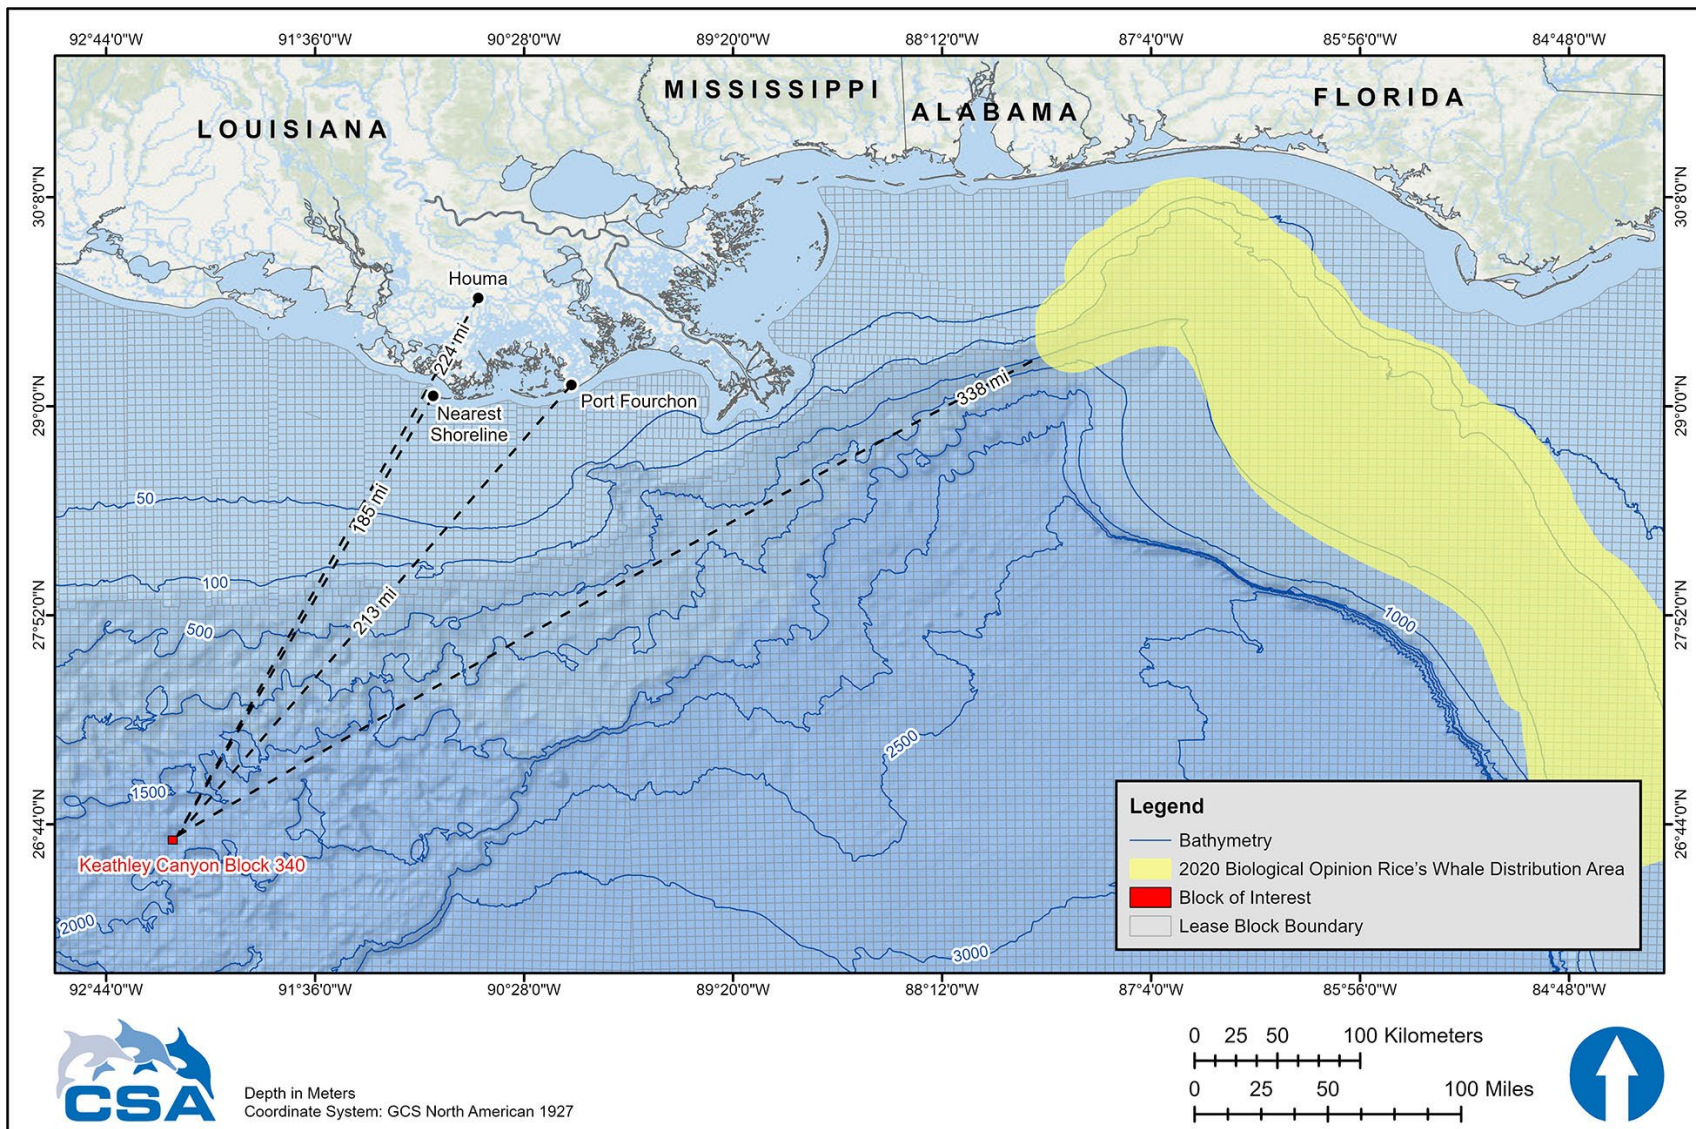 92°44'0"W
91°36'0"W
90°28'0"W
89°20'0"W
88°12'0"W
87°4'0"W
85°56'0"W
84°48'0"W
MISSISSIPPI
FLORIDA
ALABAMA
LOUISIANA
30°8'0"N
30°8'0"N
Houma
224 mi
338 mi
Port Fourchon
Nearest
Shoreline
29°0'0"N
29°0'0"N
50
185 mi
100
213 mi
500
1000
27°52'0"N
27°52'0"N
2500
1500
26°44'0"N
26°44'0"N
Keathley Canyon Block 340
2000
3000
Legend
Bathymetry
2020 Biological Opinion Rice's Whale Distribution Area
Block of Interest
Lease Block Boundary
92°44'0"W
91°36'0"W
90°28'0"W
89°20'0"W
88°12'0"W
87°4'0"W
85°56'0"W
84°48'0"W
CSA
Depth in Meters
Coordinate System: GCS North American 1927
0 25 50 100 Kilometers
0 25 50 100 Miles